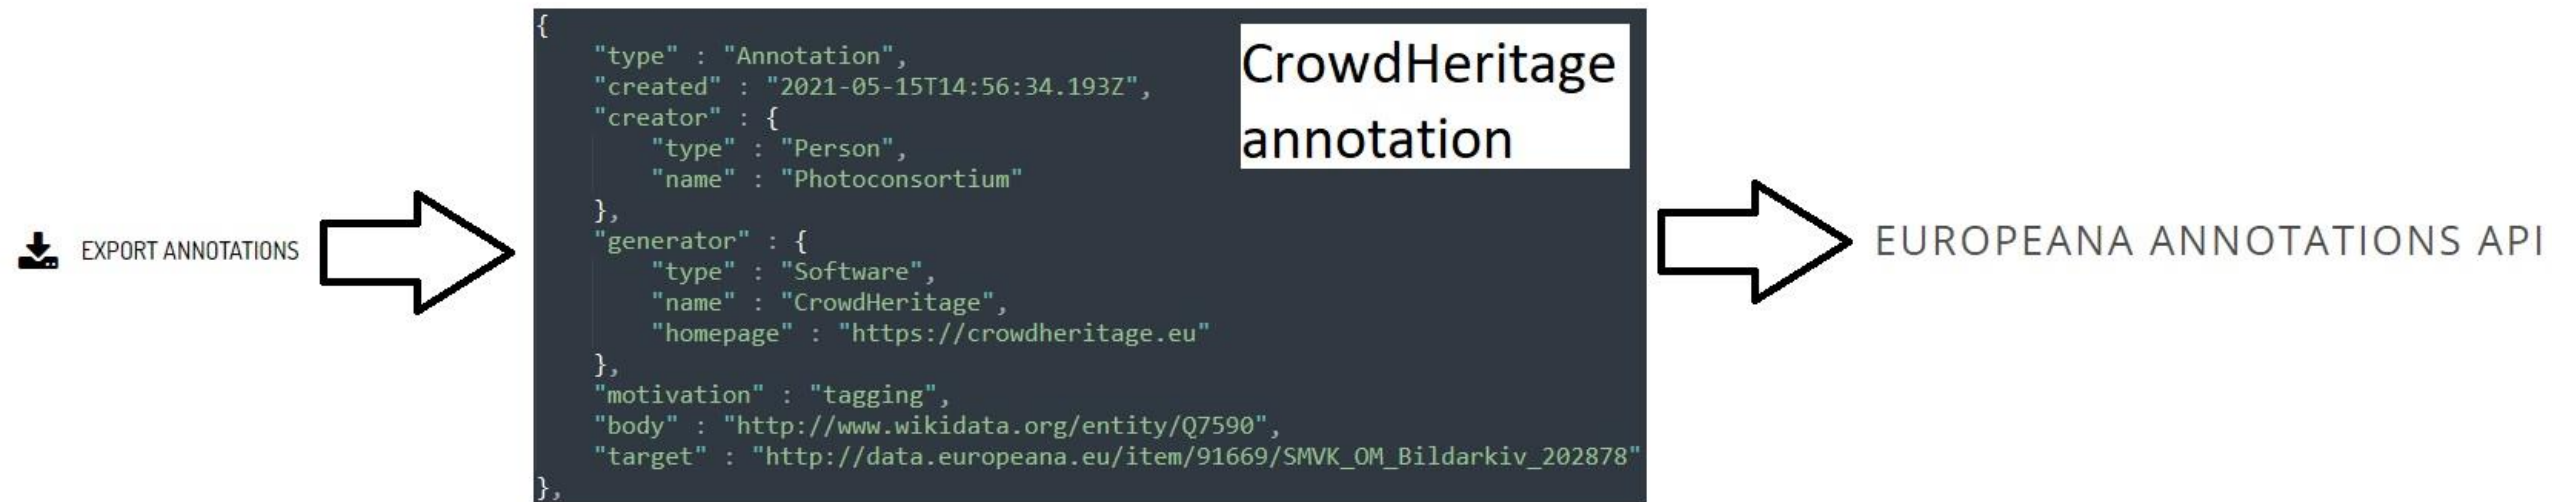 EXPORT ANNOTATIONS
{
"type" : "Annotation",
"created" : "2021-05-15T14:56:34.193Z",
"creator" : {
"type" : "Person",
"name" : "Photoconsortium"
},
"generator" : {
"type" : "Software",
"name" : "CrowdHeritage",
"homepage" : "https://crowdheritage.eu"
},
"motivation" : "tagging",
"body" : "http://www.wikidata.org/entity/Q7590",
"target" : "http://data.europeana.eu/item/91669/SMVK_OM_Bildarkiv_202878"
},
CrowdHeritage
annotation
EUROPEANA ANNOTATIONS API